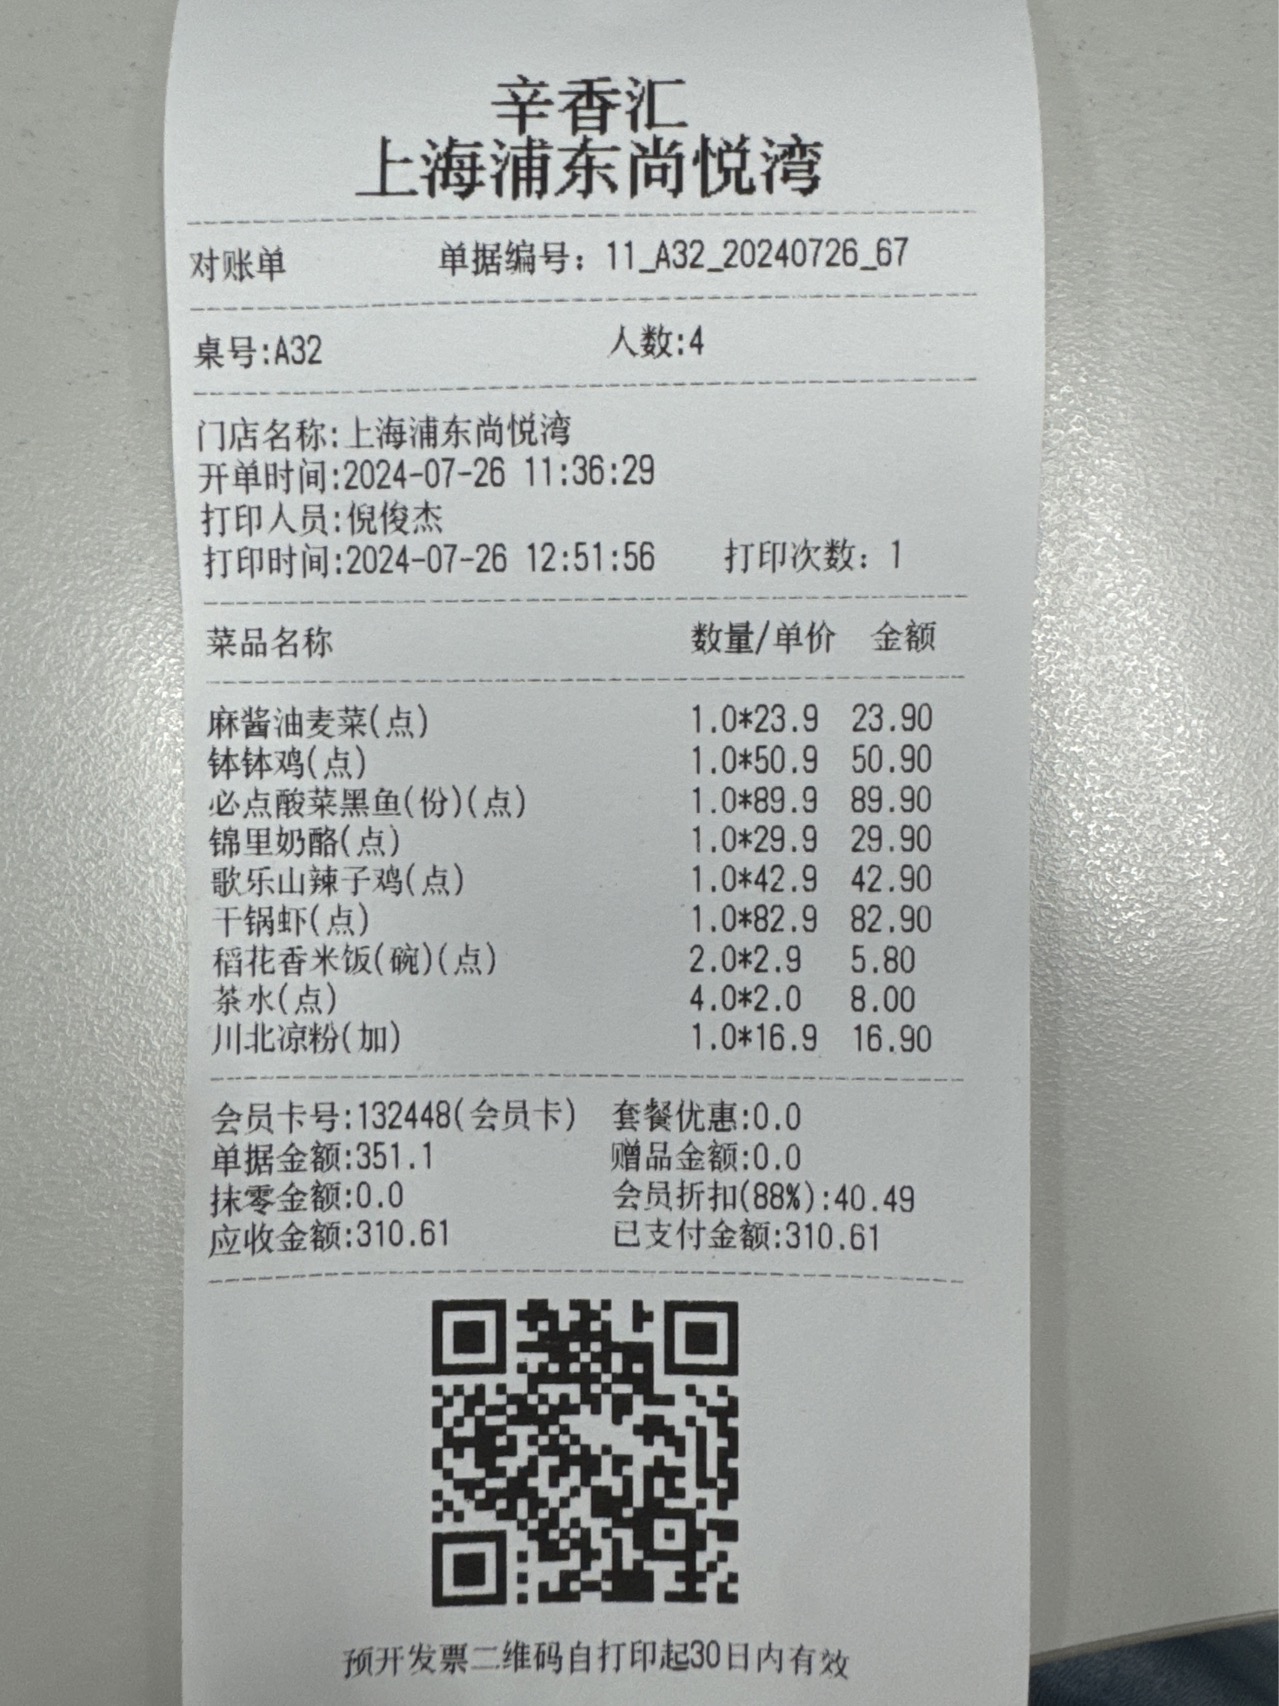 辛香汇
上海浦东尚悦湾
对账单 单据编号：11_A32_20240726_67
桌号:A32 人数:4
门店名称:上海浦东尚悦湾
开单时间:2024-07-26 11:36:29
打印人员:倪俊杰
打印时间:2024-07-26 12:51:56 打印次数：1
菜品名称 数量/单价 金额
麻酱油麦菜(点) 1.0*23.9 23.90
钵钵鸡(点) 1.0*50.9 50.90
必点酸菜黑鱼(份)(点) 1.0*89.9 89.90
锦里奶酪(点) 1.0*29.9 29.90
歌乐山辣子鸡(点) 1.0*42.9 42.90
干锅虾(点) 1.0*82.9 82.90
稻花香米饭(碗)(点) 2.0*2.9 5.80
茶水(点) 4.0*2.0 8.00
川北凉粉(加) 1.0*16.9 16.90
会员卡号:132448(会员卡) 套餐优惠:0.0
单据金额:351.1 赠品金额:0.0
抹零金额:0.0 会员折扣(88%):40.49
应收金额:310.61 已支付金额:310.61
预开发票二维码自打印起30日内有效